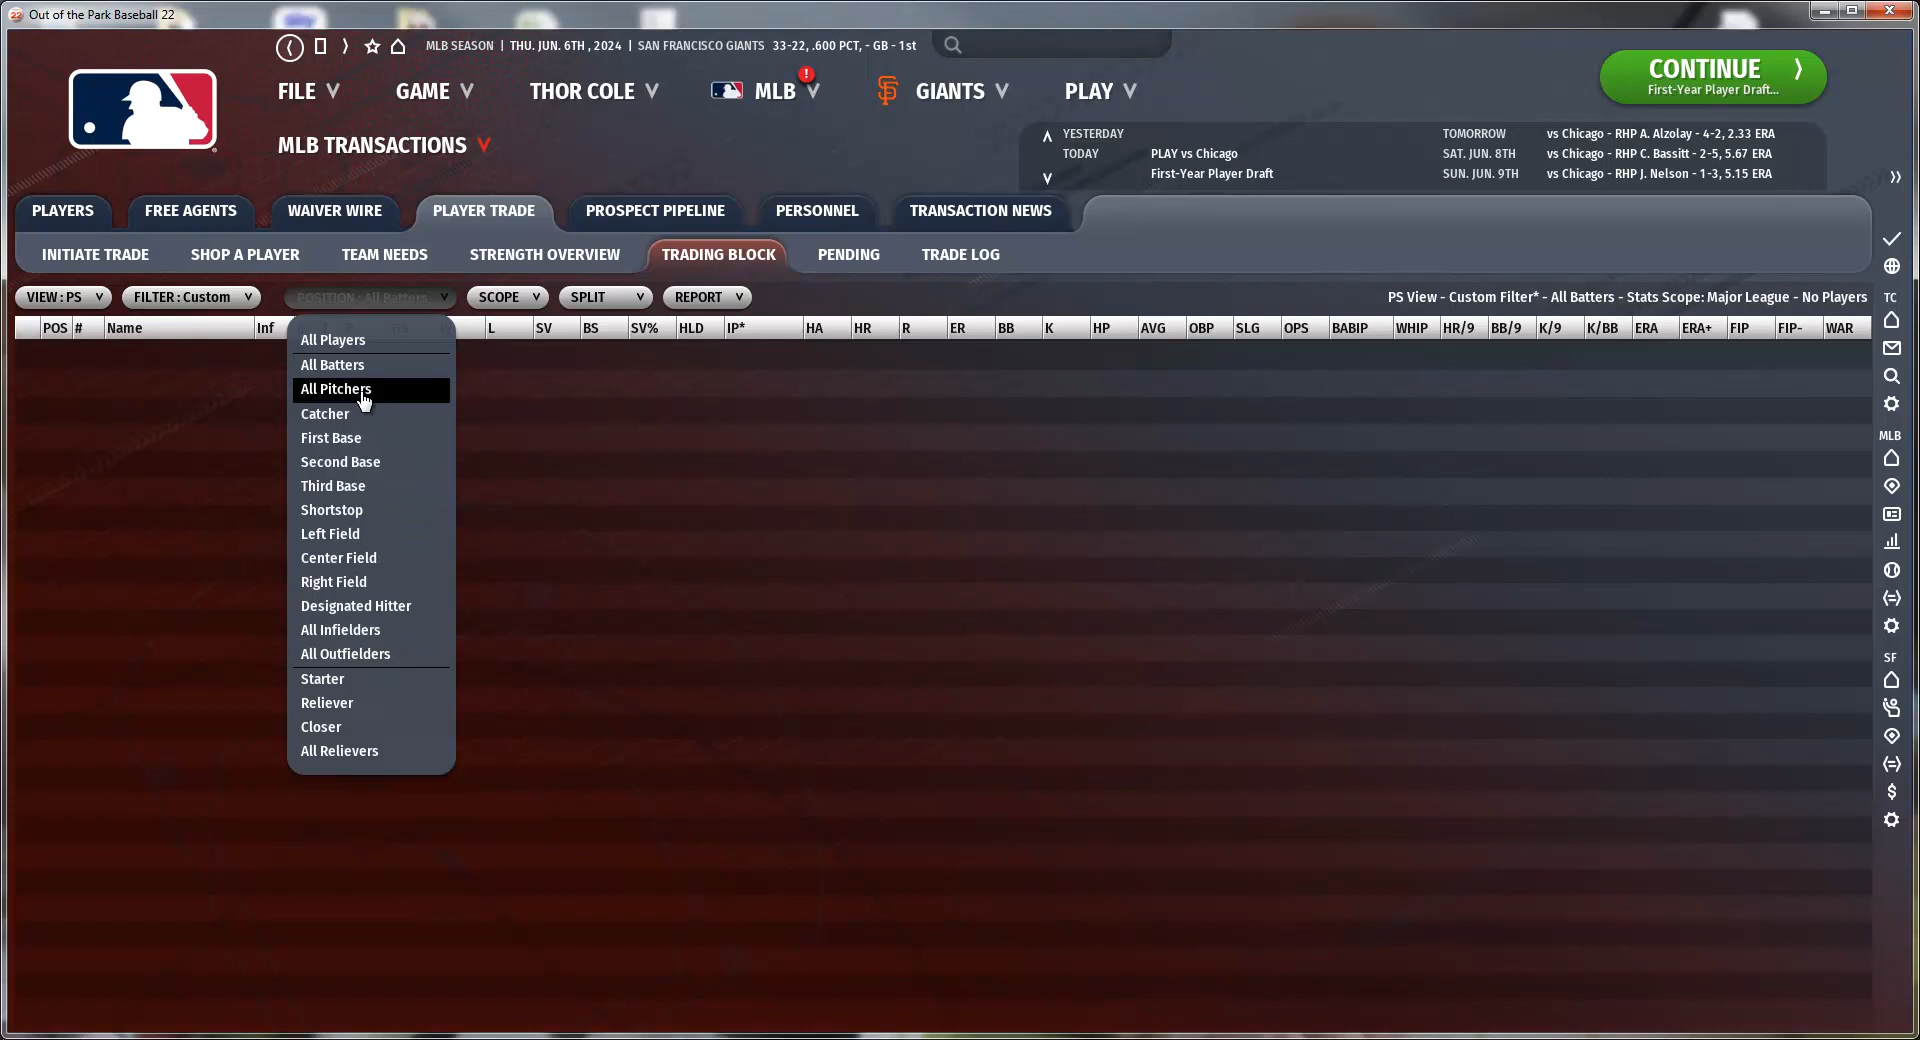 Out of the Park Baseball 22
MLB SEASON | THU. JUN. 6TH , 2024 | SAN FRANCISCO GIANTS 33-22, .600 PCT, - GB - 1st
FILE GAME THOR COLE MLB ! GIANTS PLAY
CONTINUE
First-Year Player Draft...
MLB TRANSACTIONS
YESTERDAY
TODAY PLAY vs Chicago
First-Year Player Draft
TOMORROW vs Chicago - RHP A. Alzolay - 4-2, 2.33 ERA
SAT. JUN. 8TH vs Chicago - RHP C. Bassitt - 2-5, 5.67 ERA
SUN. JUN. 9TH vs Chicago - RHP J. Nelson - 1-3, 5.15 ERA
PLAYERS FREE AGENTS WAIVER WIRE PLAYER TRADE PROSPECT PIPELINE PERSONNEL TRANSACTION NEWS
INITIATE TRADE SHOP A PLAYER TEAM NEEDS STRENGTH OVERVIEW TRADING BLOCK PENDING TRADE LOG
VIEW : PS FILTER : Custom POSITION : All Batters SCOPE SPLIT REPORT PS View - Custom Filter* - All Batters - Stats Scope: Major League - No Players
POS # Name Inf L SV BS SV% HLD IP* HA HR R ER BB K HP AVG OBP SLG OPS BABIP WHIP HR/9 BB/9 K/9 K/BB ERA ERA+ FIP FIP- WAR
All Players
All Batters
All Pitchers
Catcher
First Base
Second Base
Third Base
Shortstop
Left Field
Center Field
Right Field
Designated Hitter
All Infielders
All Outfielders
Starter
Reliever
Closer
All Relievers
TC
MLB
SF
$